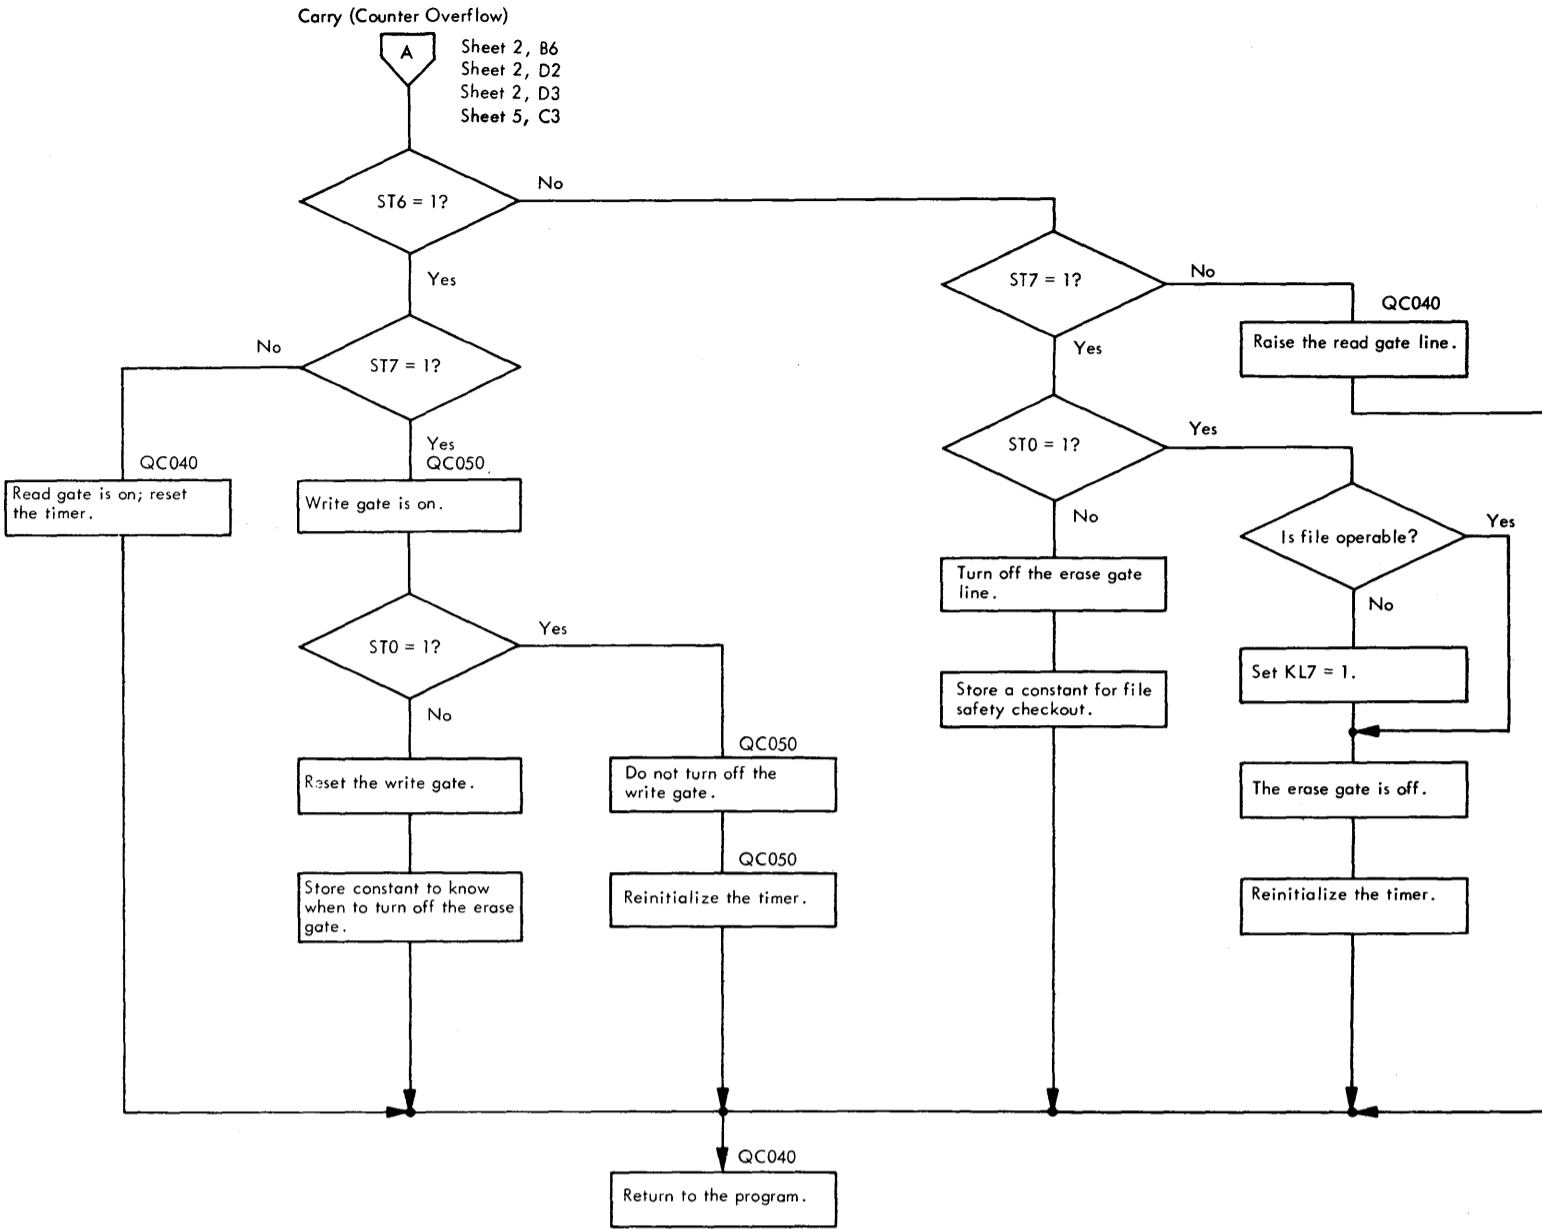 Carry (Counter Overflow)
A
Sheet 2, B6
Sheet 2, D2
Sheet 2, D3
Sheet 5, C3
ST6 = 1?
No
Yes
ST7 = 1?
No
Yes
QC040
Raise the read gate line.
ST7 = 1?
No
Yes
QC050
QC040
Read gate is on; reset
the timer.
Write gate is on.
ST0 = 1?
Yes
No
Is file operable?
Yes
No
Turn off the erase gate
line.
Set KL7 = 1.
Store a constant for file
safety checkout.
ST0 = 1?
Yes
No
QC050
Do not turn off the
write gate.
Reset the write gate.
The erase gate is off.
QC050
Reinitialize the timer.
Store constant to know
when to turn off the erase
gate.
Reinitialize the timer.
QC040
Return to the program.